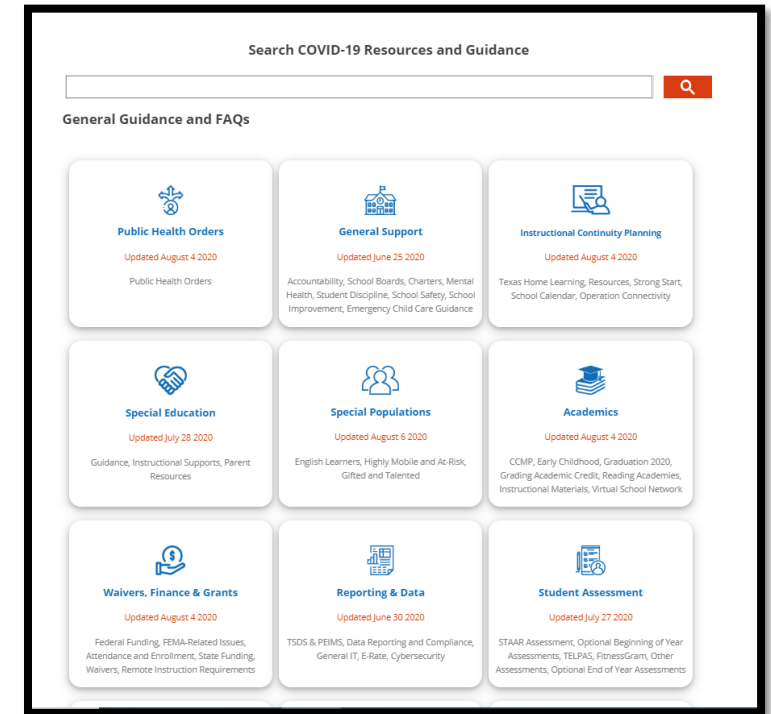 Search COVID-19 Resources and Guidance
General Guidance and FAQs
Public Health Orders
Updated August 4 2020
Public Health Orders
General Support
Updated June 25 2020
Accountability, School Boards, Charters, Mental
Health, Student Discipline, School Safety, School
Improvement, Emergency Child Care Guidance
Instructional Continuity Planning
Updated August 4 2020
Texas Home Learning, Resources, Strong Start,
School Calendar, Operation Connectivity
Special Education
Updated July 28 2020
Guidance, Instructional Supports, Parent
Resources
Special Populations
Updated August 6 2020
English Learners, Highly Mobile and At-Risk,
Gifted and Talented
Academics
Updated August 4 2020
CCMP, Early Childhood, Graduation 2020,
Grading Academic Credit, Reading Academies,
Instructional Materials, Virtual School Network
Waivers, Finance & Grants
Updated August 4 2020
Federal Funding, FEMA-Related Issues,
Attendance and Enrollment, State Funding,
Waivers, Remote Instruction Requirements
Reporting & Data
Updated June 30 2020
TSDS & PEIMS, Data Reporting and Compliance,
General IT, E-Rate, Cybersecurity
Student Assessment
Updated July 27 2020
STAAR Assessment, Optional Beginning of Year
Assessments, TELPAS, FitnessGram, Other
Assessments, Optional End of Year Assessments